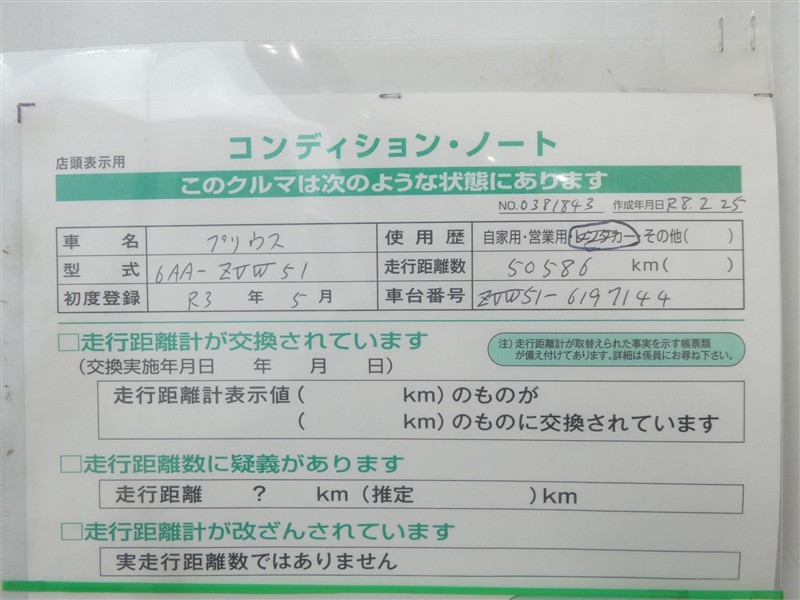 コンディション・ノート
店頭表示用
このクルマは次のような状態にあります
NO.0381843 作成年月日R8.2.25
車名 プリウス 使用歴 自家用・営業用・レンタカー・その他( )
型式 6AA-ZVW51 走行距離数 50586 km( )
初度登録 R3 年 5 月 車台番号 ZVW51-6197144
□走行距離計が交換されています
注)走行距離計が取替えられた事実を示す帳票類
が備え付けてあります。詳細は係員にお尋ね下さい。
(交換実施年月日 年 月 日)
走行距離計表示値( km)のものが
( km)のものに交換されています
□走行距離数に疑義があります
走行距離 ? km(推定 )km
□走行距離計が改ざんされています
実走行距離数ではありません